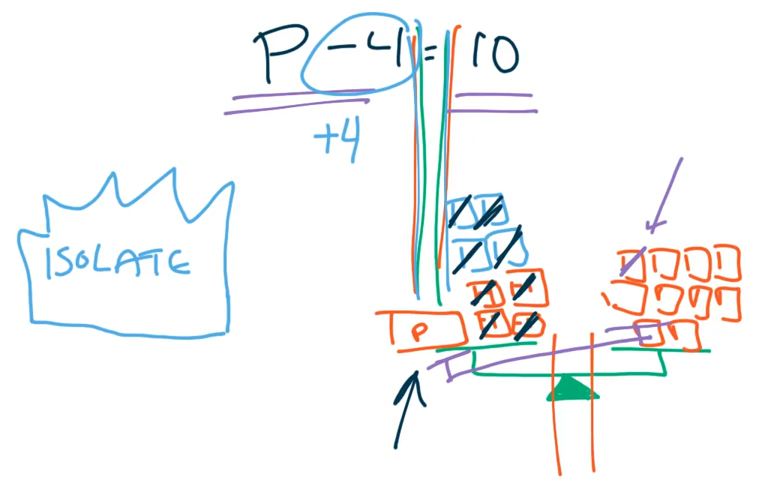 P -4 = 10
+4
ISOLATE
P